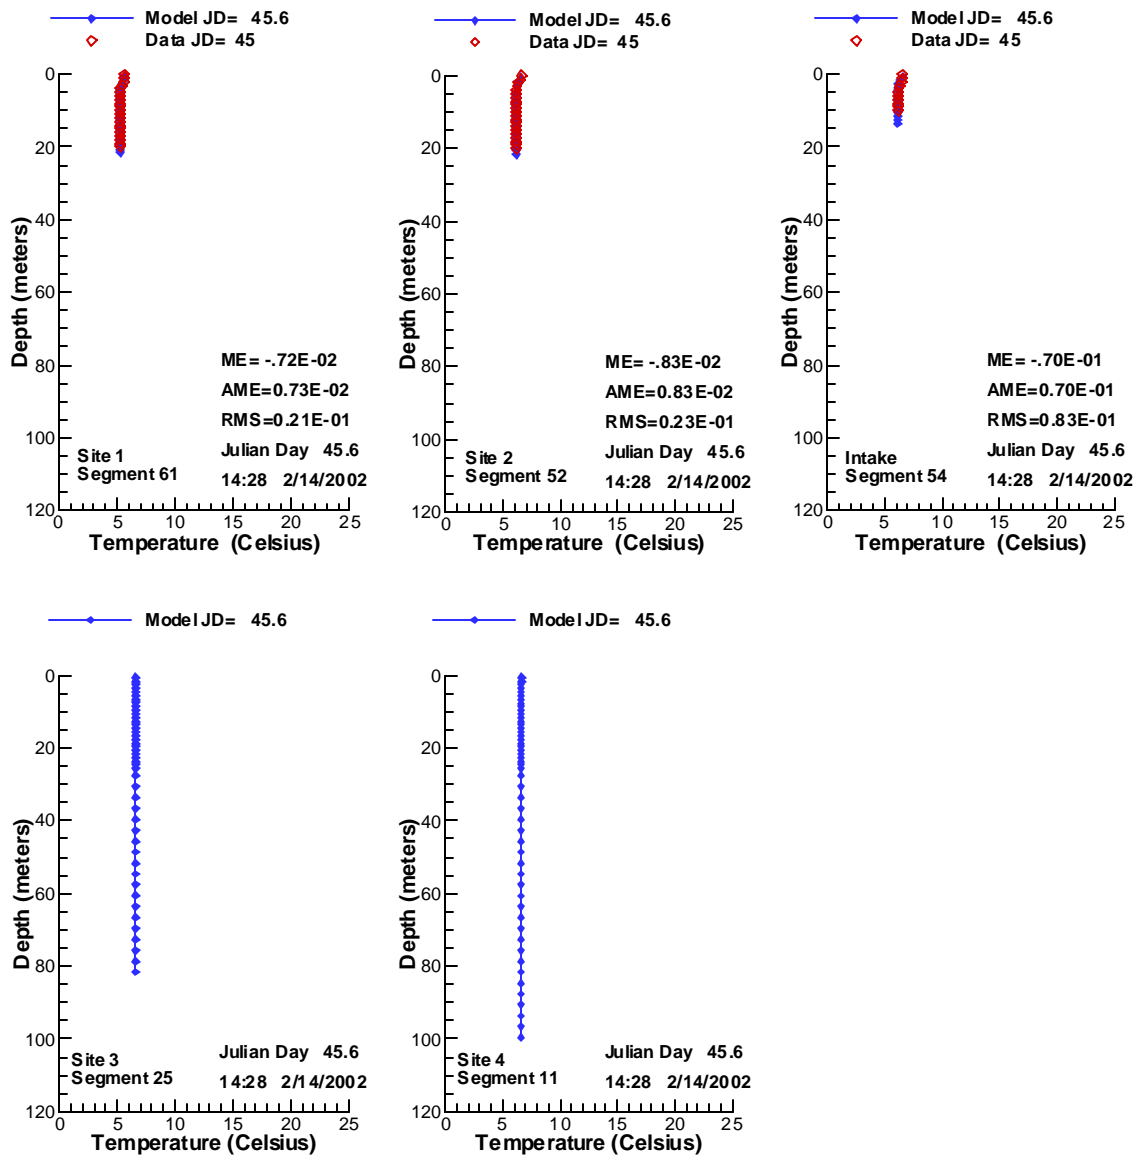 Model JD= 45.6
Data JD= 45
0
20
40
60
80
100
120
Depth (meters)
ME= -.72E-02
AME=0.73E-02
RMS=0.21E-01
Julian Day 45.6
14:28 2/14/2002
Site 1
Segment 61
0 5 10 15 20 25
Temperature (Celsius)
Model JD= 45.6
Data JD= 45
0
20
40
60
80
100
120
Depth (meters)
ME= -.83E-02
AME=0.83E-02
RMS=0.23E-01
Julian Day 45.6
14:28 2/14/2002
Site 2
Segment 52
0 5 10 15 20 25
Temperature (Celsius)
Model JD= 45.6
Data JD= 45
0
20
40
60
80
100
120
Depth (meters)
ME= -.70E-01
AME=0.70E-01
RMS=0.83E-01
Julian Day 45.6
14:28 2/14/2002
Intake
Segment 54
0 5 10 15 20 25
Temperature (Celsius)
Model JD= 45.6
0
20
40
60
80
100
120
Depth (meters)
Julian Day 45.6
14:28 2/14/2002
Site 3
Segment 25
0 5 10 15 20 25
Temperature (Celsius)
Model JD= 45.6
0
20
40
60
80
100
120
Depth (meters)
Julian Day 45.6
14:28 2/14/2002
Site 4
Segment 11
0 5 10 15 20 25
Temperature (Celsius)